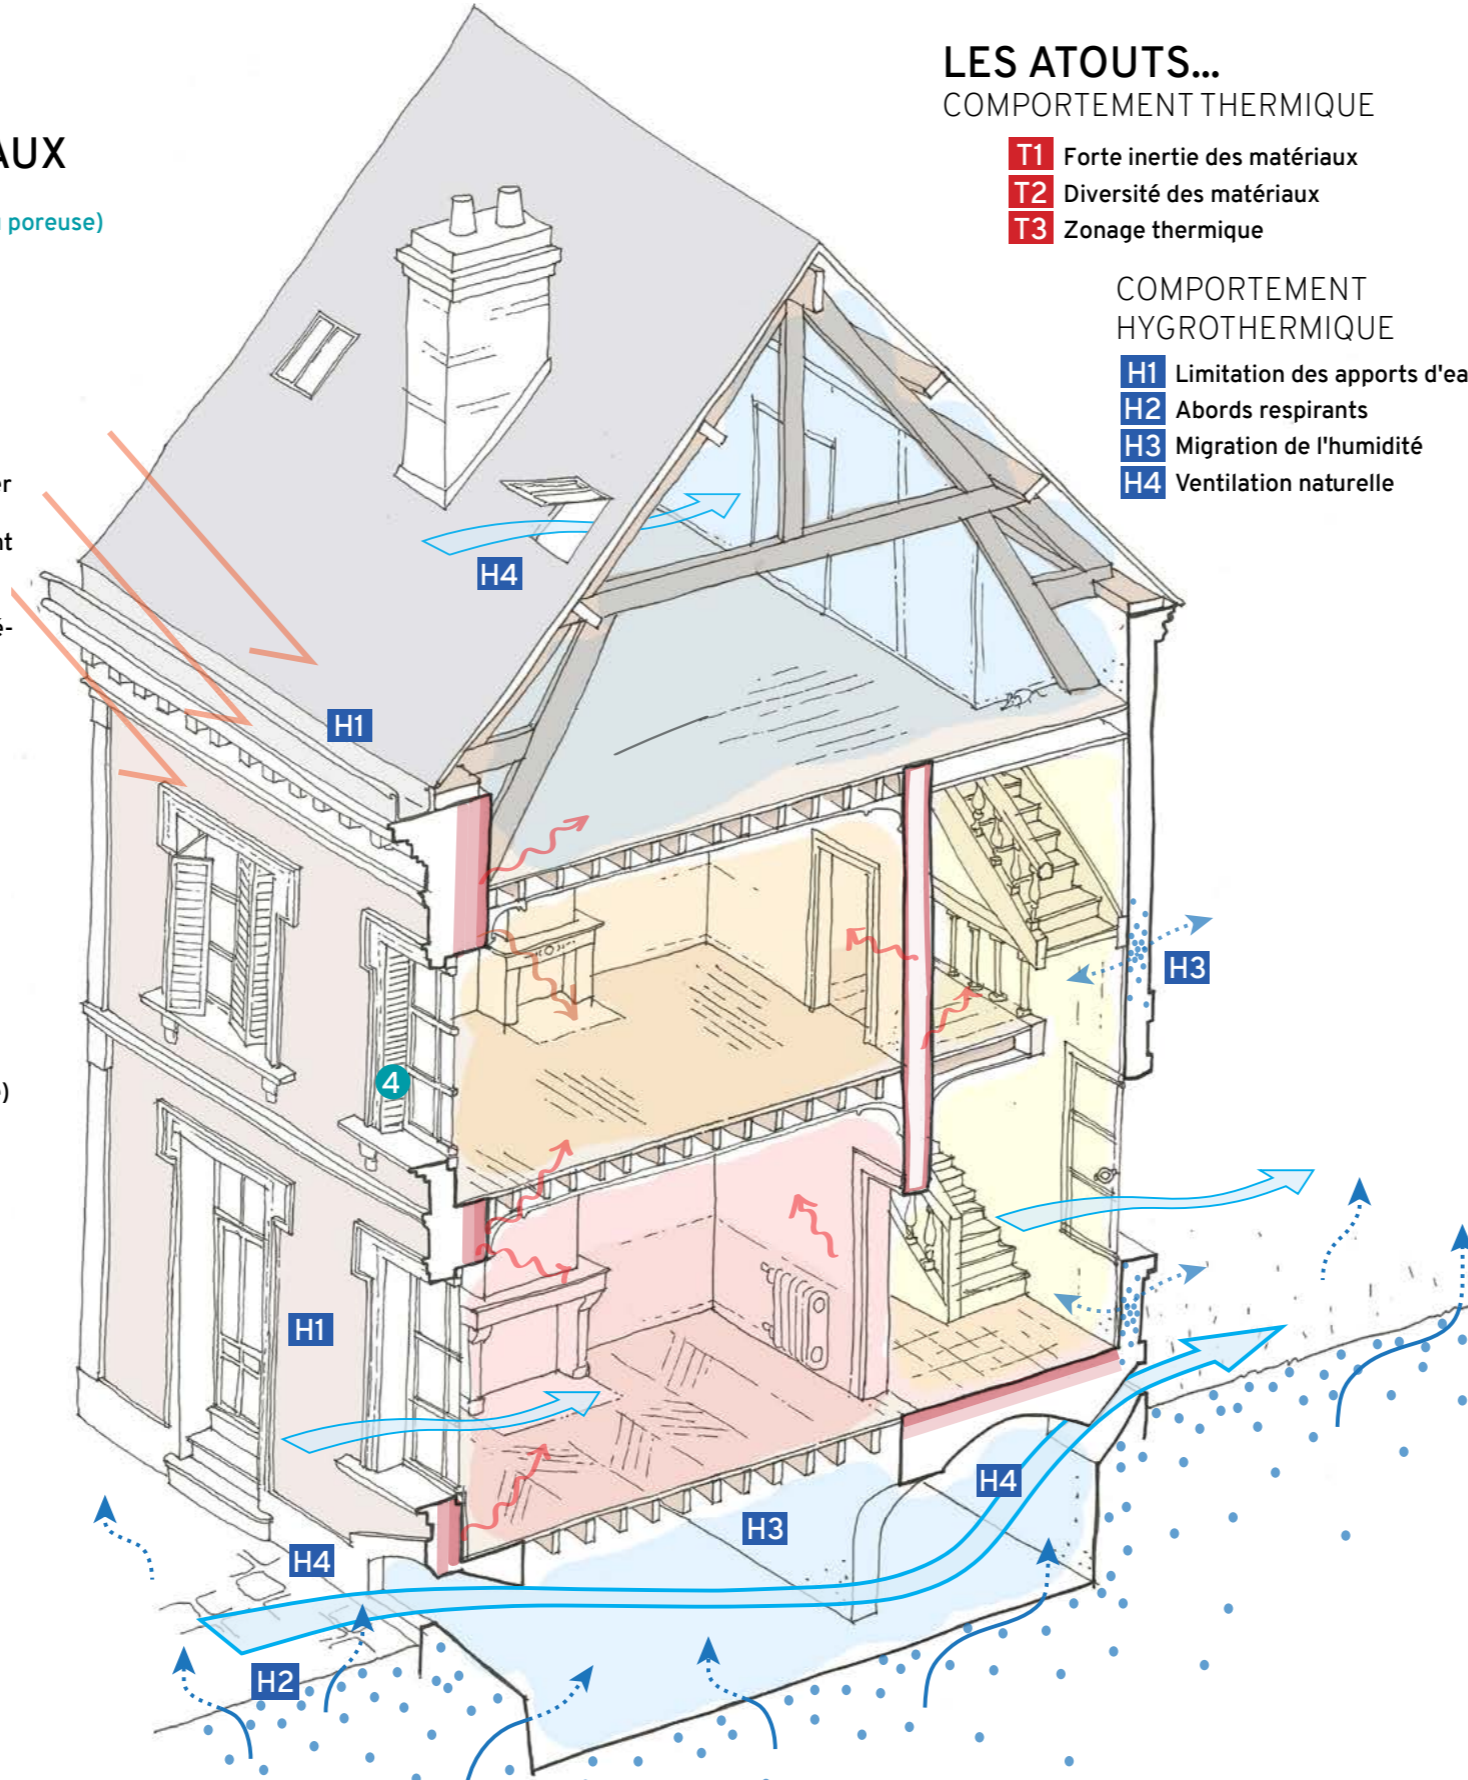 LES ATOUTS...
COMPORTEMENT THERMIQUE
T1 Forte inertie des matériaux
T2 Diversité des matériaux
T3 Zonage thermique
COMPORTEMENT
HYGROTHERMIQUE
H1 Limitation des apports d'ea
H2 Abords respirants
H3 Migration de l'humidité
H4 Ventilation naturelle
AUX
poreuse)
er
nt
é-
)
H4
H1
H3
4
H1
H4
H3
H4
H2